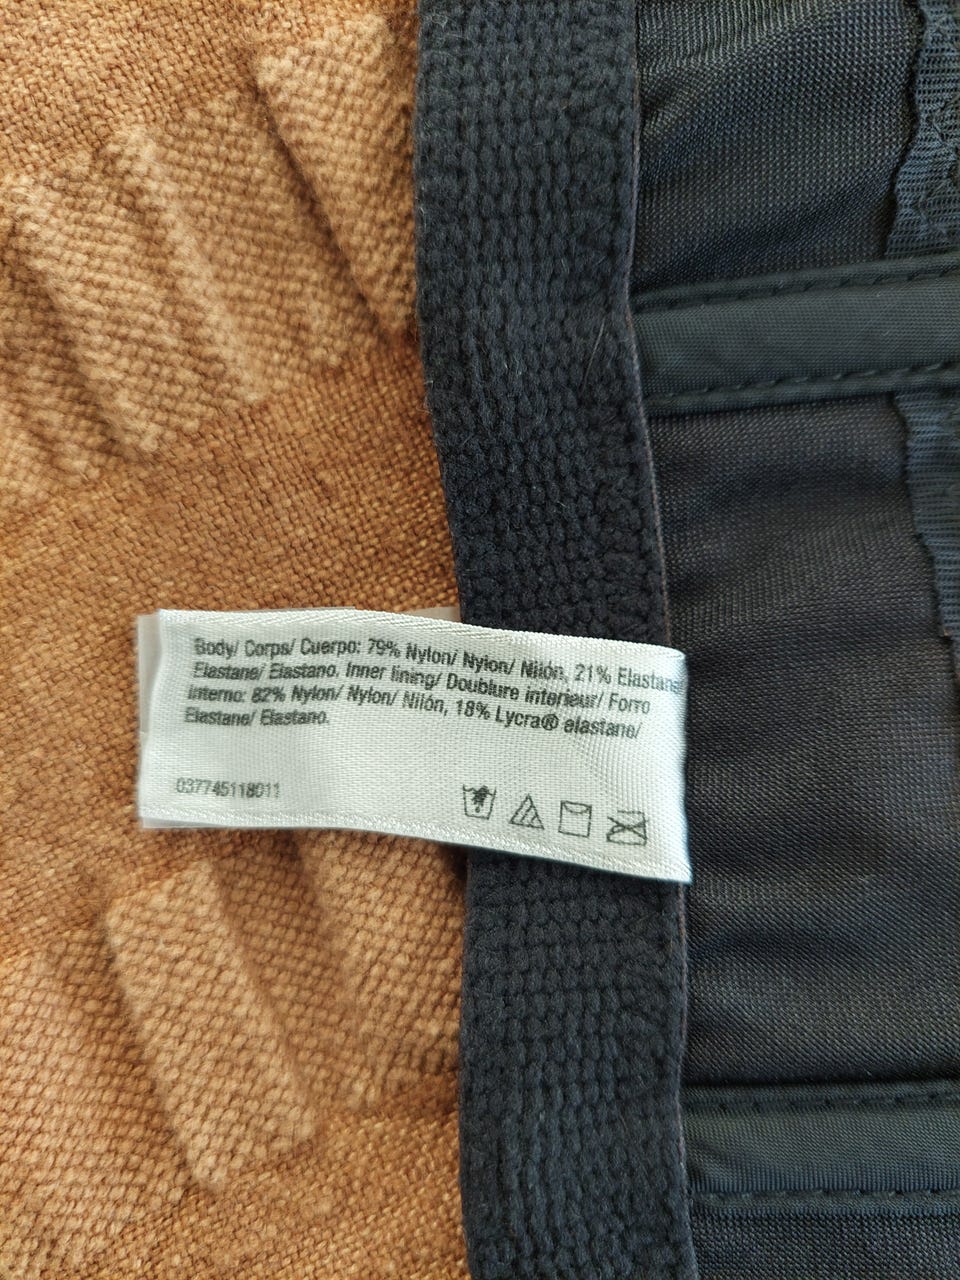 Body/ Corps/ Cuerpo: 79% Nylon/ Nylon/ Nilón, 21% Elastane/
Elastane/ Elastano. Inner lining/ Doublure interieur/ Forro
interno: 82% Nylon/ Nylon/ Nilón, 18% Lycra® elastane/
Elastane/ Elastano.
037745118011